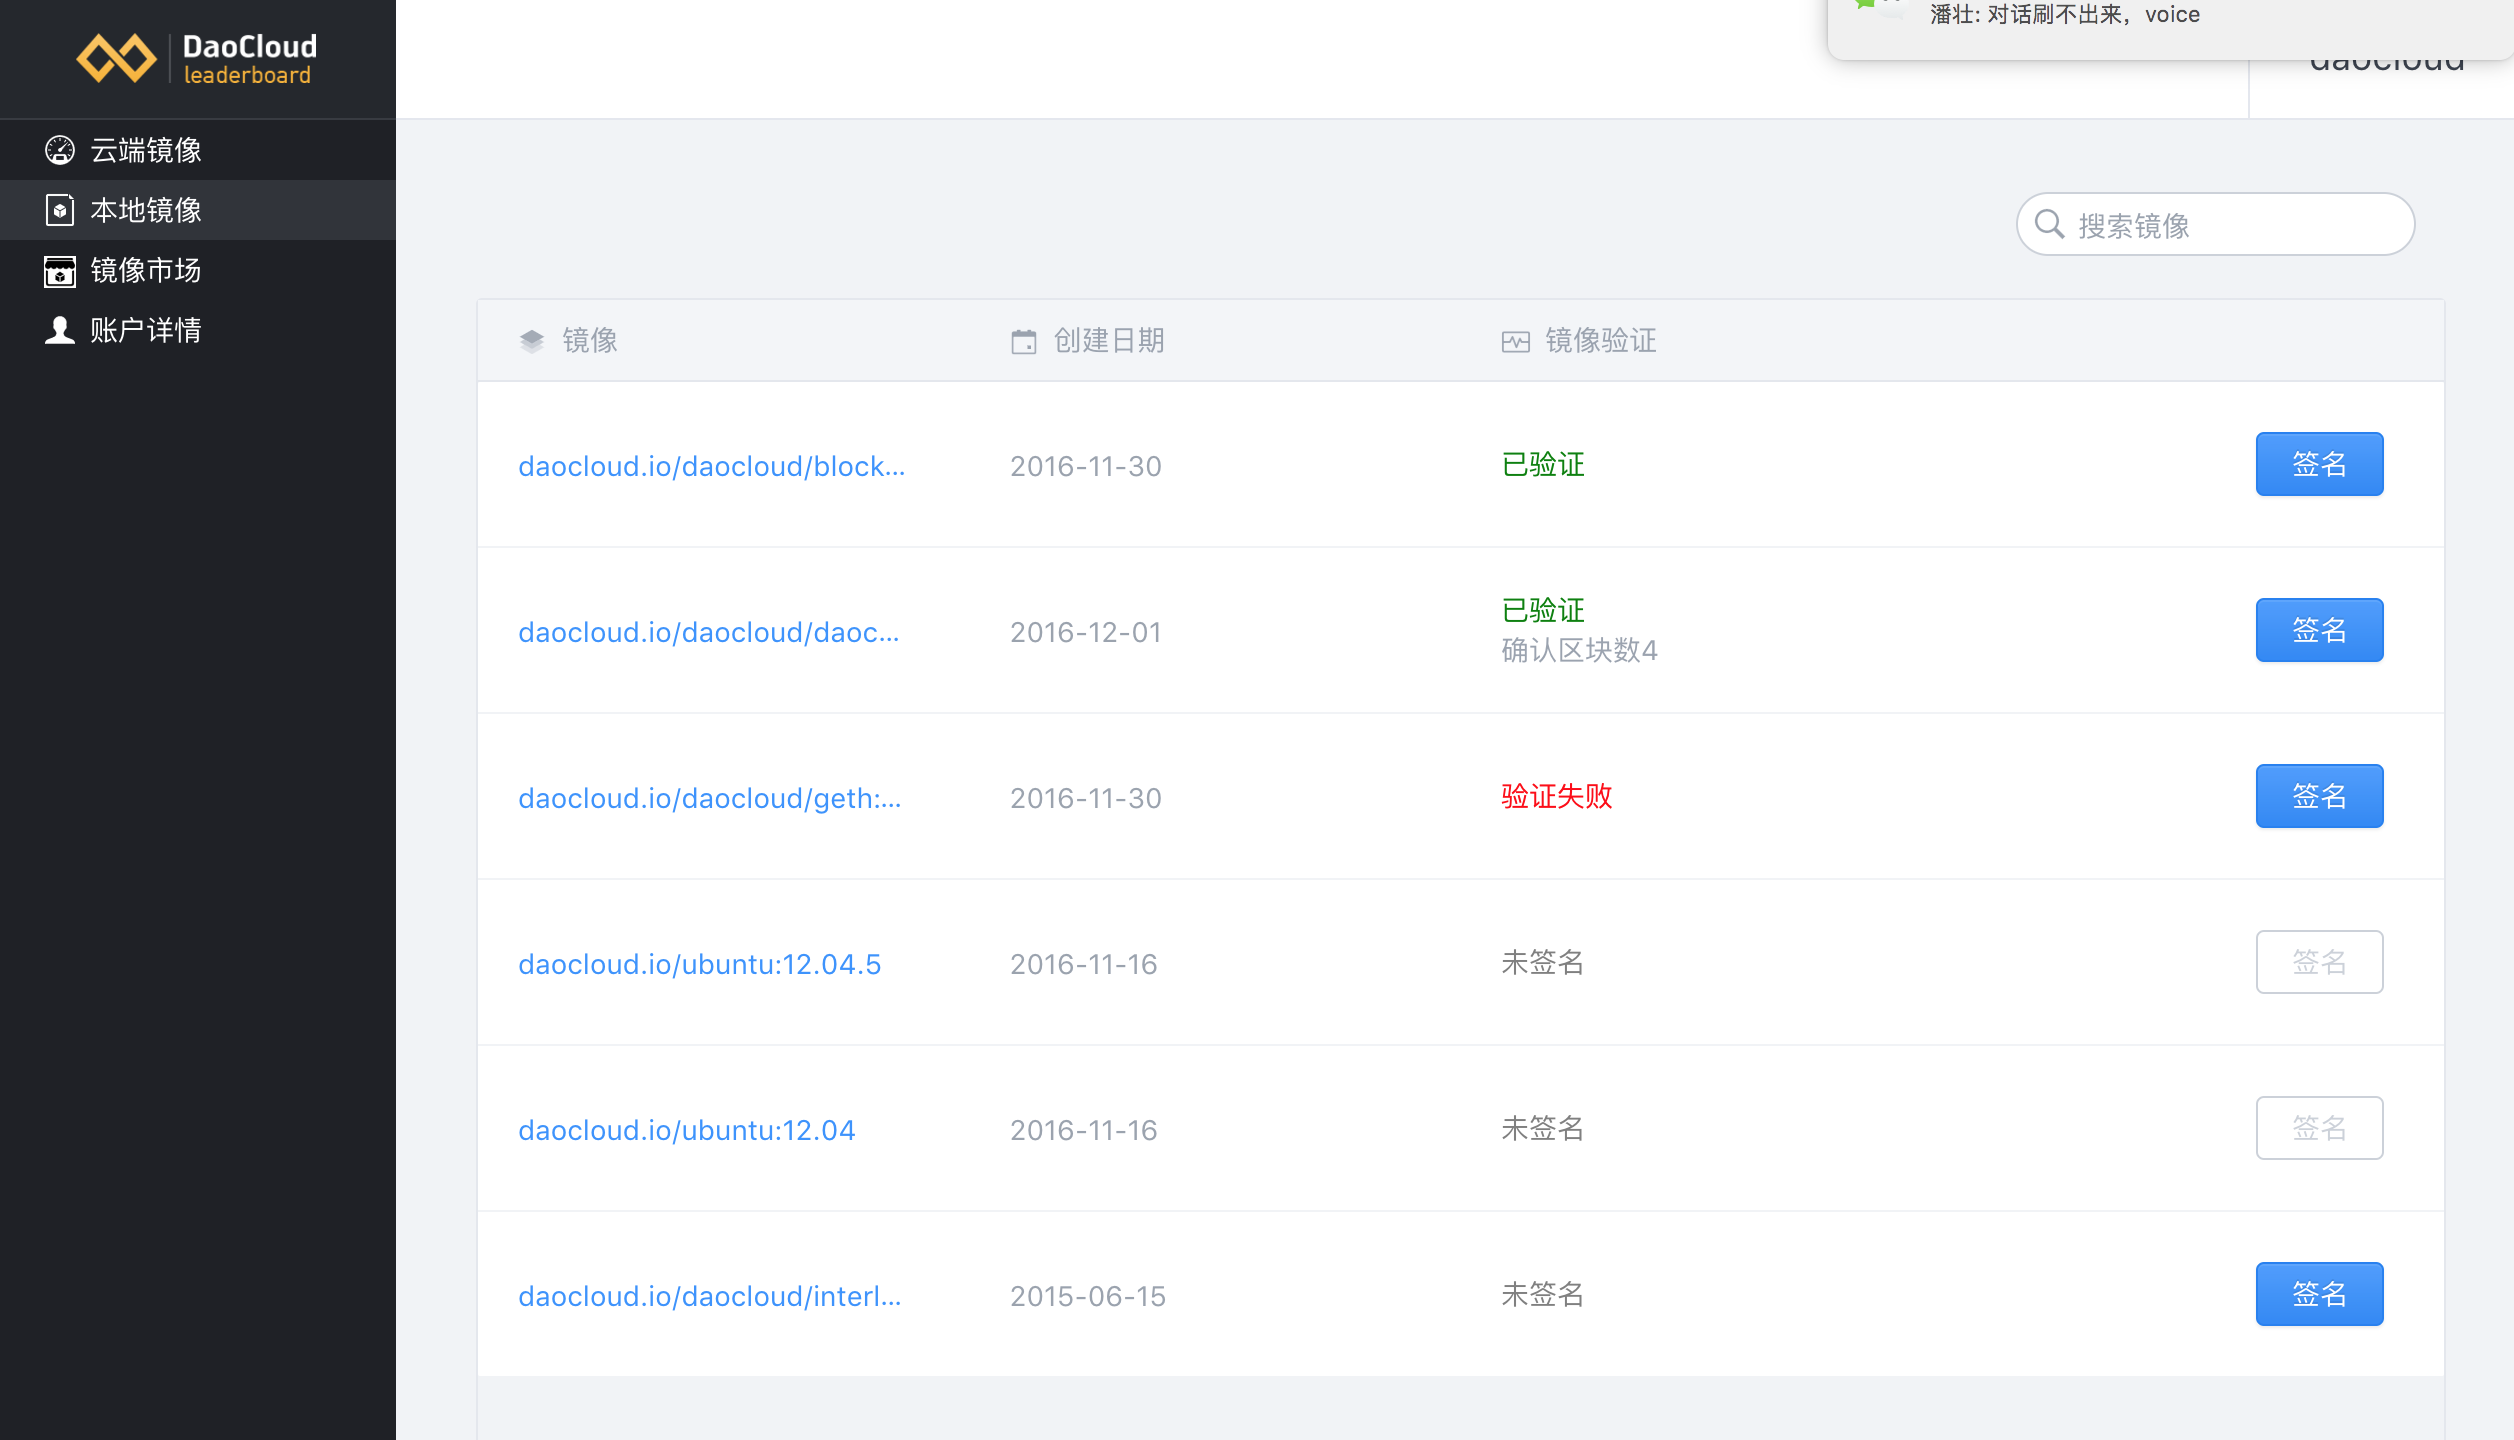 潘壮: 对话刷不出来，voice
DaoCloud
leaderboard
daocloud
云端镜像
本地镜像
镜像市场
账户详情
搜索镜像
镜像 创建日期 镜像验证
daocloud.io/daocloud/block... 2016-11-30 已验证 签名
daocloud.io/daocloud/daoc... 2016-12-01 已验证 签名
确认区块数4
daocloud.io/daocloud/geth:... 2016-11-30 验证失败 签名
daocloud.io/ubuntu:12.04.5 2016-11-16 未签名 签名
daocloud.io/ubuntu:12.04 2016-11-16 未签名 签名
daocloud.io/daocloud/interl... 2015-06-15 未签名 签名